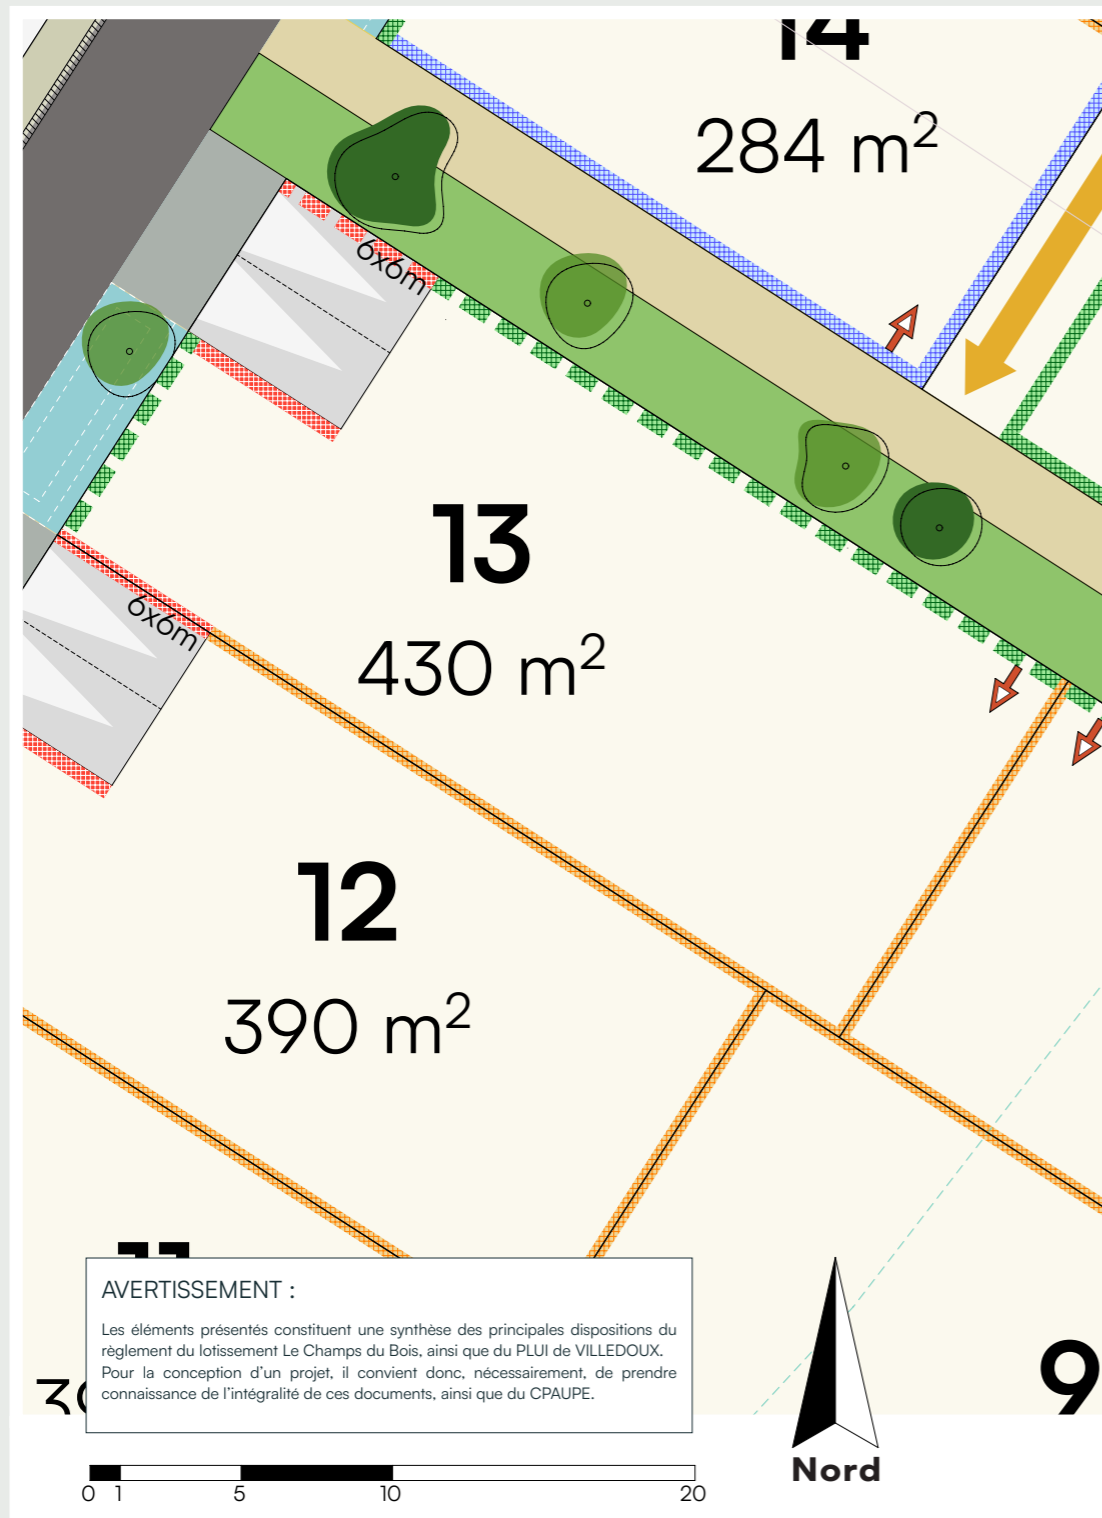 14
284 m²
6x6m
13
430 m²
6x6m
12
390 m²
11
9
AVERTISSEMENT :
Les éléments présentés constituent une synthèse des principales dispositions du
règlement du lotissement Le Champs du Bois, ainsi que du PLUI de VILLEDOUX.
Pour la conception d'un projet, il convient donc, nécessairement, de prendre
connaissance de l'intégralité de ces documents, ainsi que du CPAUPE.
Nord
0 1 5 10 20